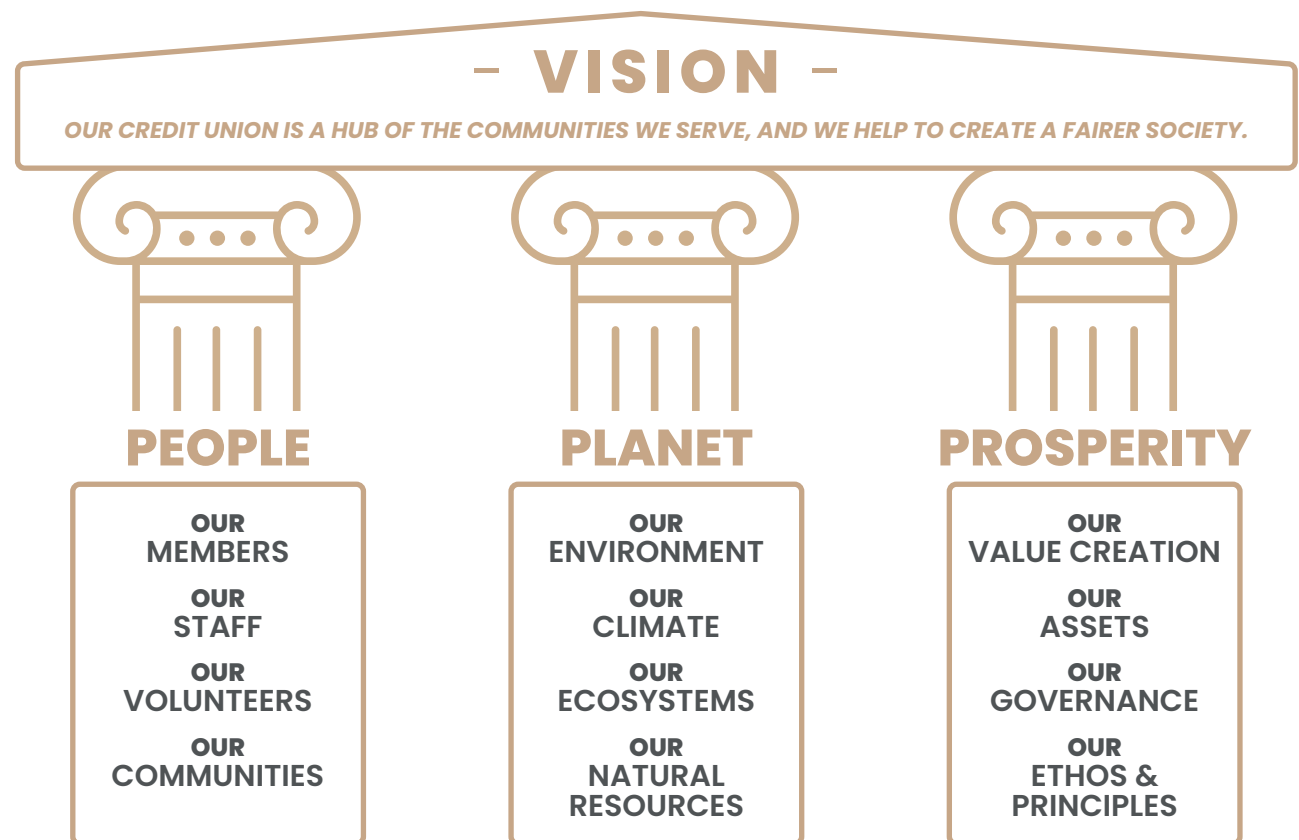 – VISION –
OUR CREDIT UNION IS A HUB OF THE COMMUNITIES WE SERVE, AND WE HELP TO CREATE A FAIRER SOCIETY.
PEOPLE
OUR
MEMBERS
OUR
STAFF
OUR
VOLUNTEERS
OUR
COMMUNITIES
PLANET
OUR
ENVIRONMENT
OUR
CLIMATE
OUR
ECOSYSTEMS
OUR
NATURAL
RESOURCES
PROSPERITY
OUR
VALUE CREATION
OUR
ASSETS
OUR
GOVERNANCE
OUR
ETHOS &
PRINCIPLES